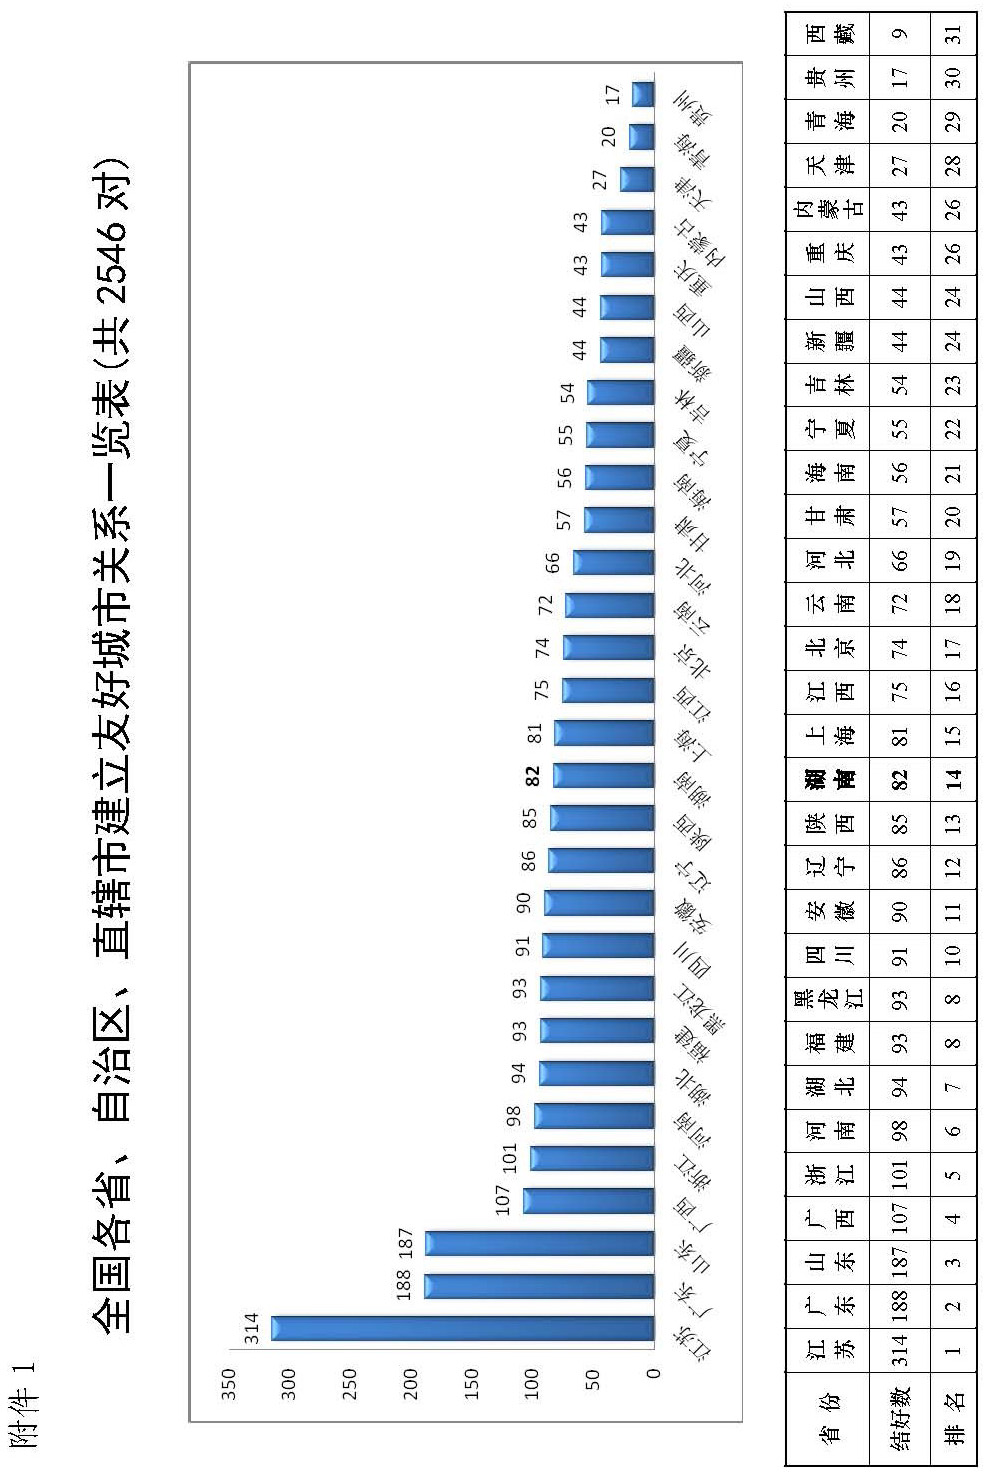 附件 1
全国各省、自治区、直辖市建立友好城市关系一览表(共 2546 对)
350
300
250
200
150
100
50
0
314 188 187 107 101 98 94 93 93 91 90 86 85 82 81 75 74 72 66 57 56 55 54 44 44 43 43 27 20 17
江苏 广东 山东 广西 浙江 河南 湖北 福建 黑龙江 四川 安徽 辽宁 陕西 湖南 上海 江西 北京 云南 河北 甘肃 海南 宁夏 吉林 新疆 山西 重庆 内蒙古 天津 青海 贵州
省 份 江苏 广东 山东 广西 浙江 河南 湖北 福建 黑龙江 四川 安徽 辽宁 陕西 湖南 上海 江西 北京 云南 河北 甘肃 海南 宁夏 吉林 新疆 山西 重庆 内蒙古 天津 青海 贵州 西藏
结好数 314 188 187 107 101 98 94 93 93 91 90 86 85 82 81 75 74 72 66 57 56 55 54 44 44 43 43 27 20 17 9
排 名 1 2 3 4 5 6 7 8 8 10 11 12 13 14 15 16 17 18 19 20 21 22 23 24 24 26 26 28 29 30 31